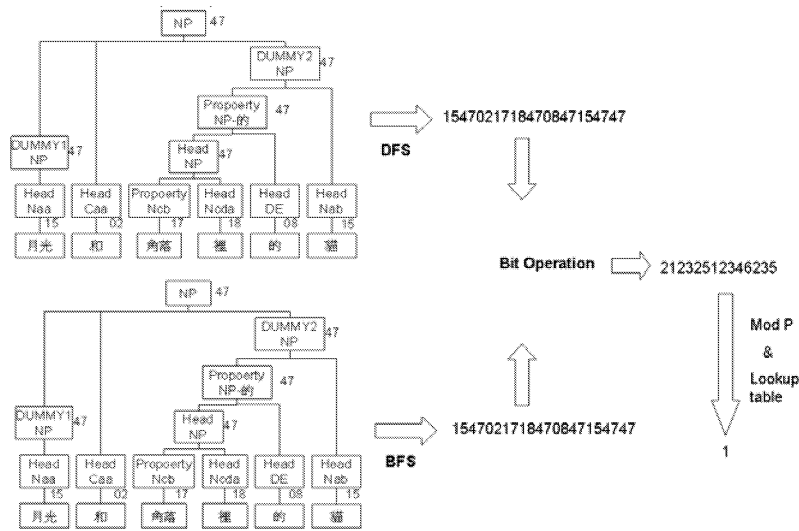 NP 47
DUMMY2
NP 47
Propoerty
NP-的 47
DUMMY1
NP 47
Head
NP 47
Head
Naa
Head
Caa
Propoerty
Ncb
Head
Ncda
Head
DE
Head
Nab
15 02 17 18 08 15
月光 和 角落 裡 的 貓
DFS
1547021718470847154747
Bit Operation
21232512346235
Mod P
&
Lookup
table
1
NP 47
DUMMY2
NP 47
Propoerty
NP-的 47
DUMMY1
NP 47
Head
NP 47
Head
Naa
Head
Caa
Propoerty
Ncb
Head
Ncda
Head
DE
Head
Nab
15 02 17 18 08 15
月光 和 角落 裡 的 貓
BFS
1547021718470847154747